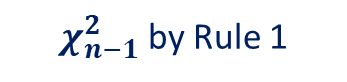 χ²ₙ₋₁ by Rule 1